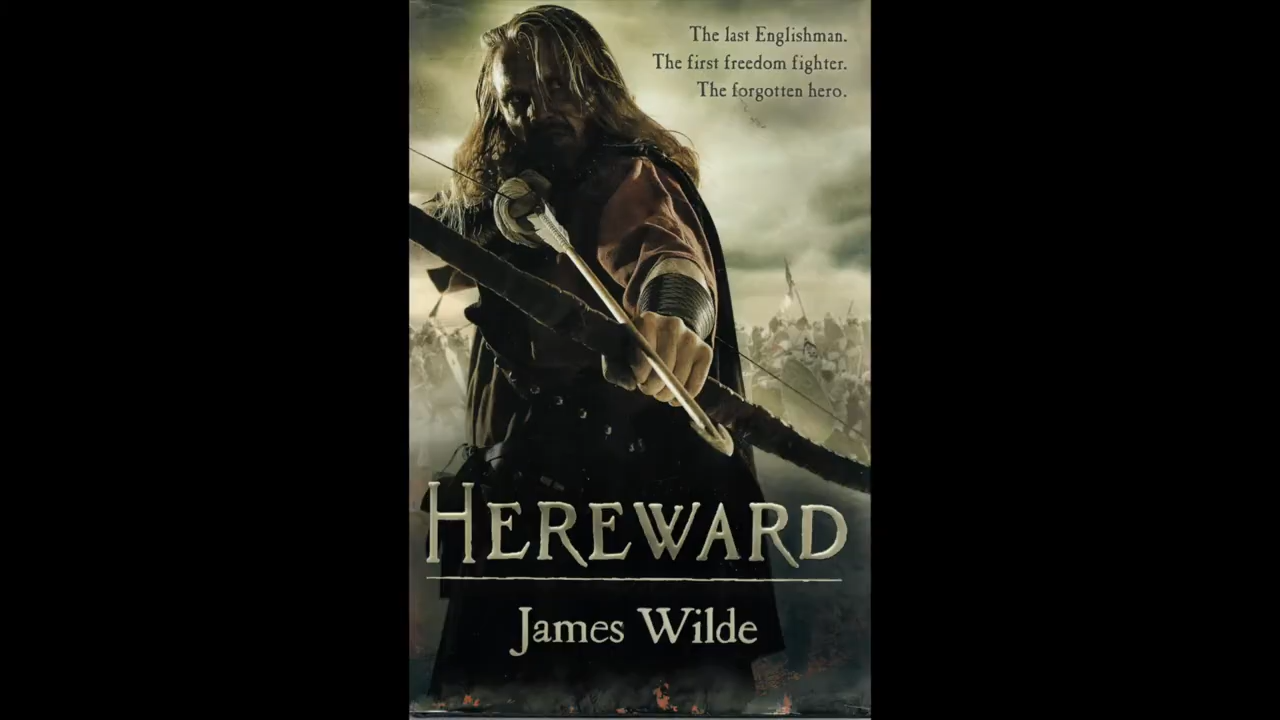 The last Englishman.
The first freedom fighter.
The forgotten hero.
HEREWARD
James Wilde